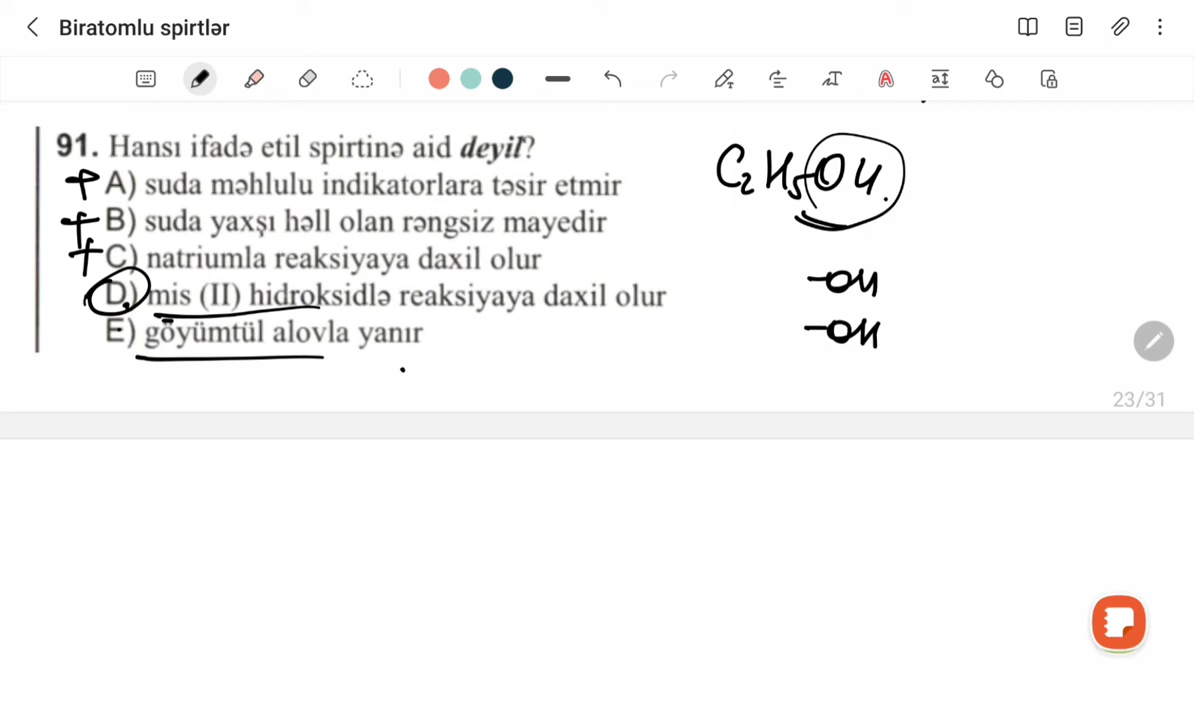 Biratomlu spirtlər
91. Hansı ifadə etil spirtinə aid deyil?
+ A) suda məhlulu indikatorlara təsir etmir
+ B) suda yaxşı həll olan rəngsiz mayedir
+ C) natriumla reaksiyaya daxil olur
D) mis (II) hidroksidlə reaksiyaya daxil olur
E) göyümtül alovla yanır
C₂H₅OH
-OH
-OH
23/31